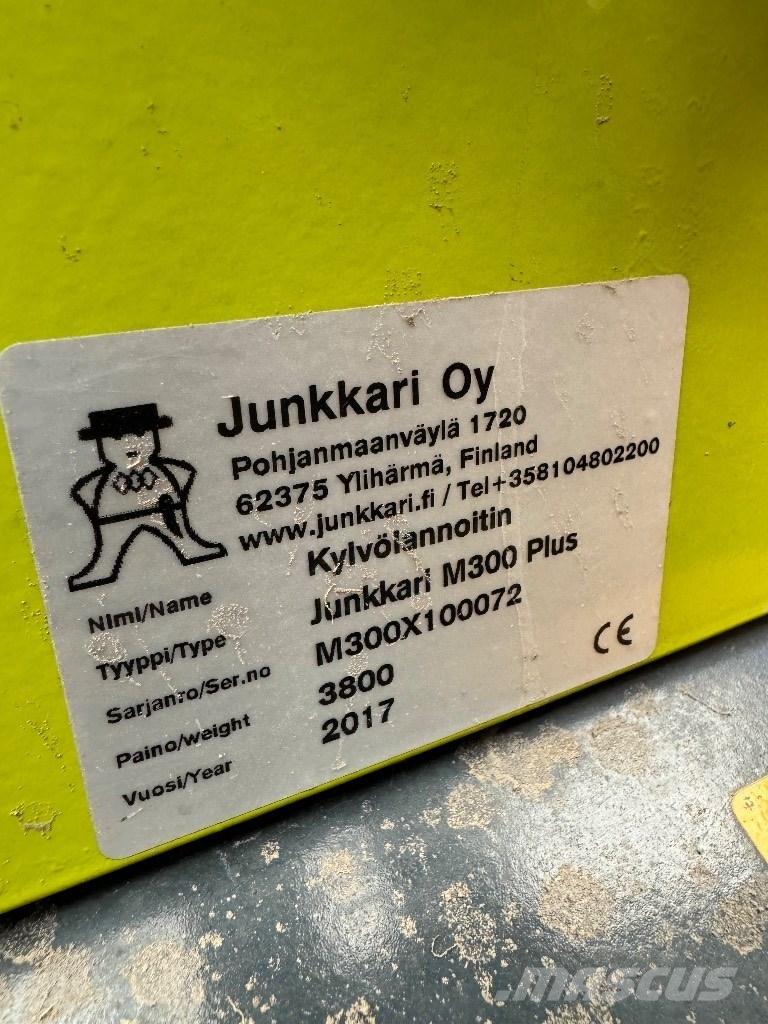 Junkkari Oy
Pohjanmaanväylä 1720
62375 Ylihärmä, Finland
www.junkkari.fi / Tel+358104802200
Nimi/Name Kylvölannoitin
Tyyppi/Type Junkkari M300 Plus
Sarjanro/Ser.no M300X100072
Paino/weight 3800
Vuosi/Year 2017
CE
MASCUS